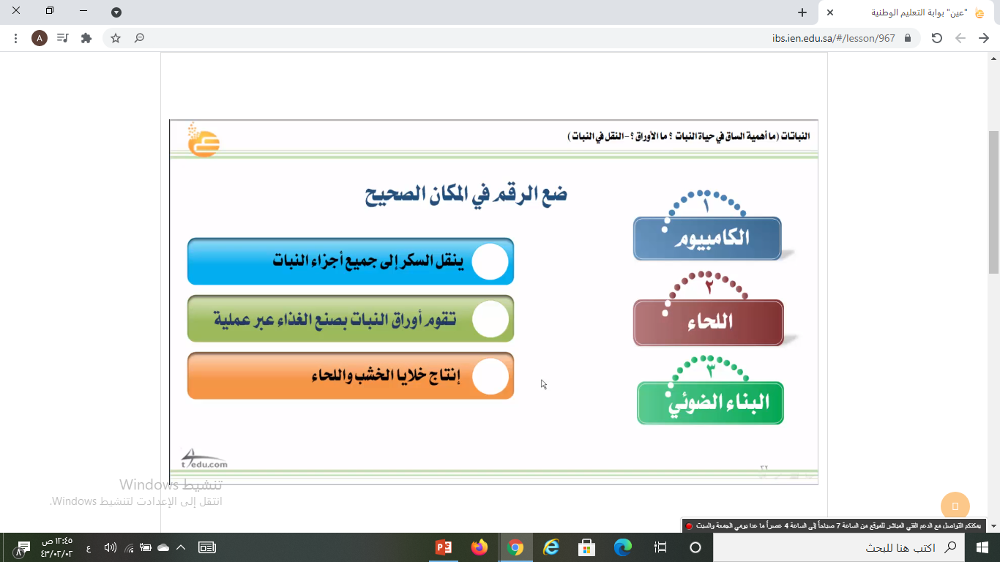 "عين" بوابة التعليم الوطنية
ibs.ien.edu.sa/#/lesson/967
A
النباتات (ما أهمية الساق في حياة النبات ؟ ما الأوراق ؟ - النقل في النبات )
ضع الرقم في المكان الصحيح
١
الكامبيوم
٢
اللحاء
٣
البناء الضوئي
ينقل السكر إلى جميع أجزاء النبات
تقوم أوراق النبات بصنع الغذاء عبر عملية
إنتاج خلايا الخشب واللحاء
t4edu.com
٣٢
تنشيط Windows
انتقل إلى الإعدادت لتنشيط Windows.
يمكنكم التواصل مع الدعم الفني المباشر للموقع من الساعة 7 صباحاً إلى الساعة 4 عصراً ما عدا يومي الجمعة والسبت
اكتب هنا للبحث
ع
١٢:٤٥ ص
٤٣/٠٢/٠٢
٨